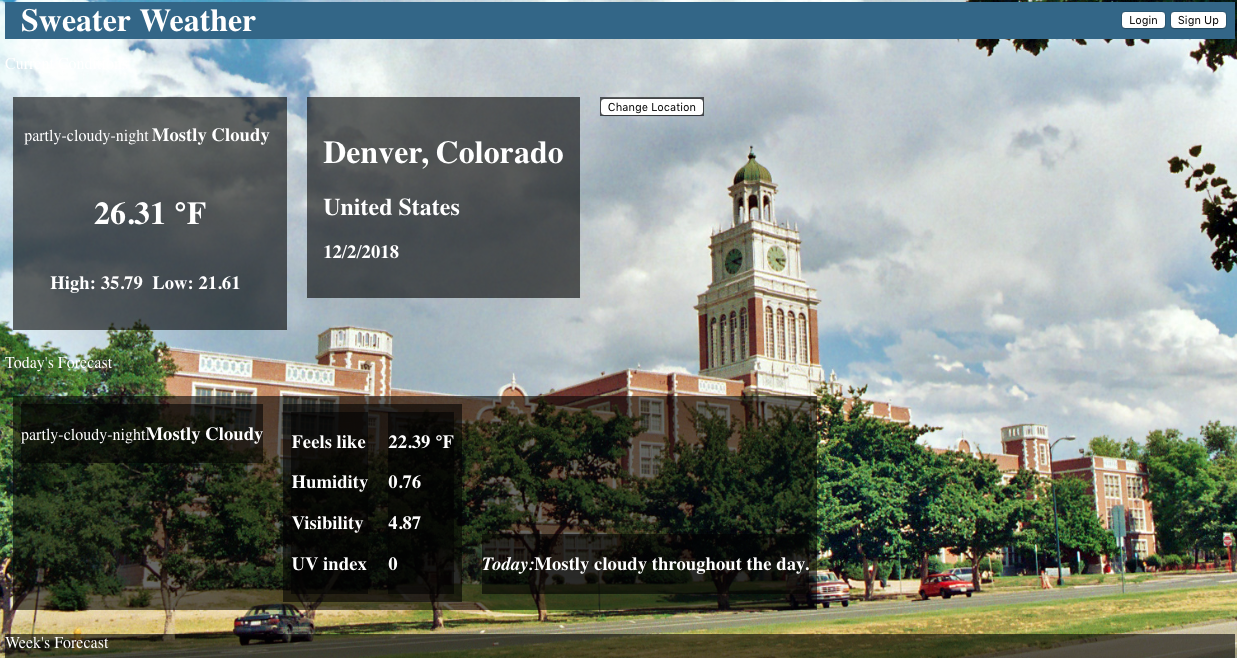 Sweater Weather
Login Sign Up
partly-cloudy-night Mostly Cloudy
26.31 °F
High: 35.79 Low: 21.61
Denver, Colorado
United States
12/2/2018
Change Location
Today's Forecast
partly-cloudy-nightMostly Cloudy
Feels like 22.39 °F
Humidity 0.76
Visibility 4.87
UV index 0
Today:Mostly cloudy throughout the day.
Week's Forecast